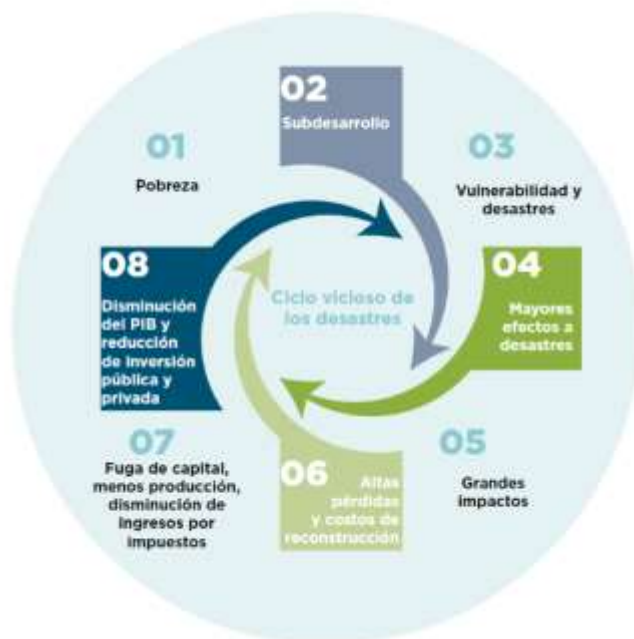 01
Pobreza
02
Subdesarrollo
03
Vulnerabilidad y
desastres
04
Mayores
efectos a
desastres
05
Grandes
impactos
06 Altas
pérdidas
y costos de
reconstrucción
07
Fuga de capital,
menos producción,
disminución de
ingresos por
impuestos
08
Disminución
del PIB y
reducción
de inversión
pública y
privada
Ciclo vicioso de
los desastres